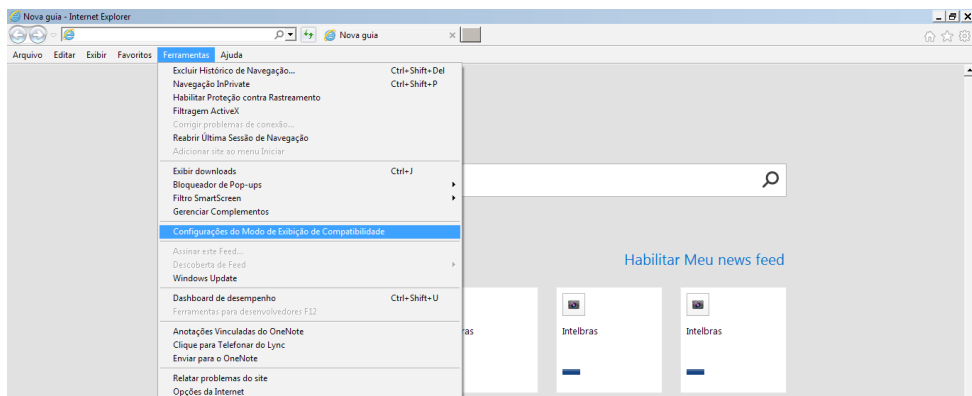 Nova guia - Internet Explorer
Nova guia
Arquivo Editar Exibir Favoritos Ferramentas Ajuda
Excluir Histórico de Navegação... Ctrl+Shift+Del
Navegação InPrivate Ctrl+Shift+P
Habilitar Proteção contra Rastreamento
Filtragem ActiveX
Corrigir problemas de conexão...
Reabrir Última Sessão de Navegação
Adicionar site ao menu Iniciar
Exibir downloads Ctrl+J
Bloqueador de Pop-ups
Filtro SmartScreen
Gerenciar Complementos
Configurações do Modo de Exibição de Compatibilidade
Assinar este Feed...
Descoberta de Feed
Windows Update
Habilitar Meu news feed
Dashboard de desempenho Ctrl+Shift+U
Ferramentas para desenvolvedores F12
Anotações Vinculadas do OneNote
Clique para Telefonar do Lync
Enviar para o OneNote
ras Intelbras Intelbras
Relatar problemas do site
Opções da Internet